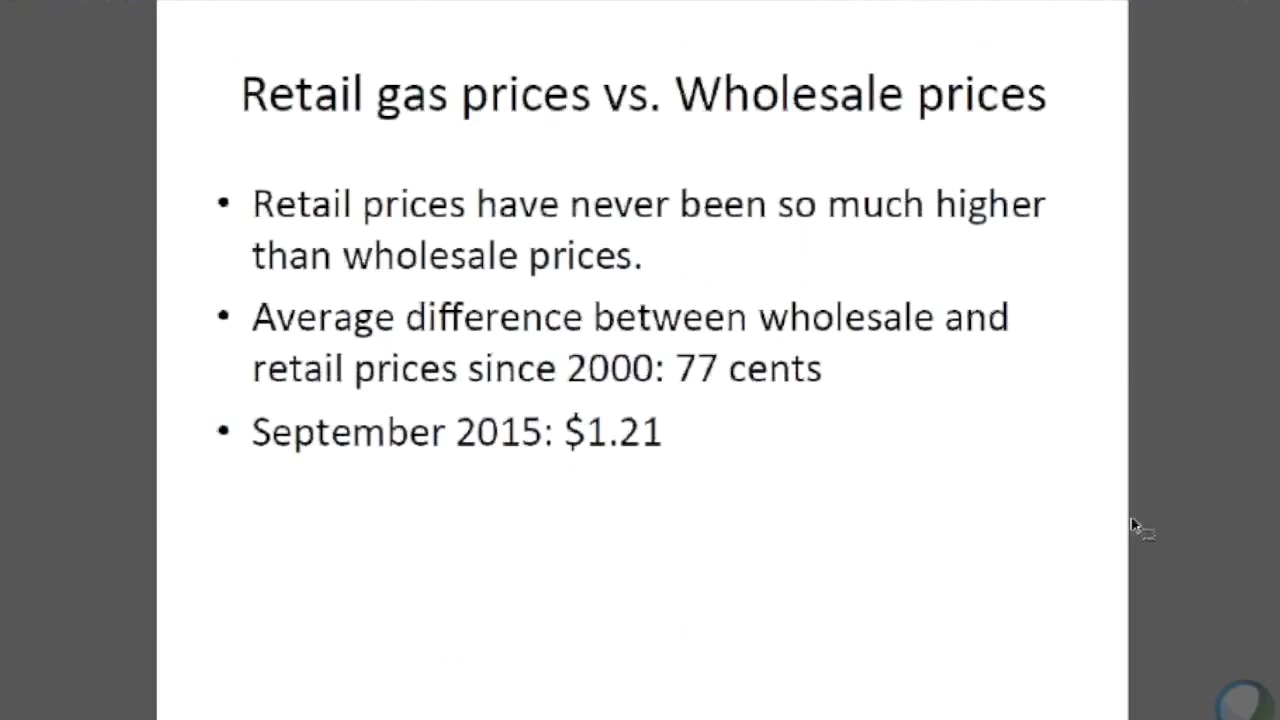 Retail gas prices vs. Wholesale prices
• Retail prices have never been so much higher
than wholesale prices.
• Average difference between wholesale and
retail prices since 2000: 77 cents
• September 2015: $1.21